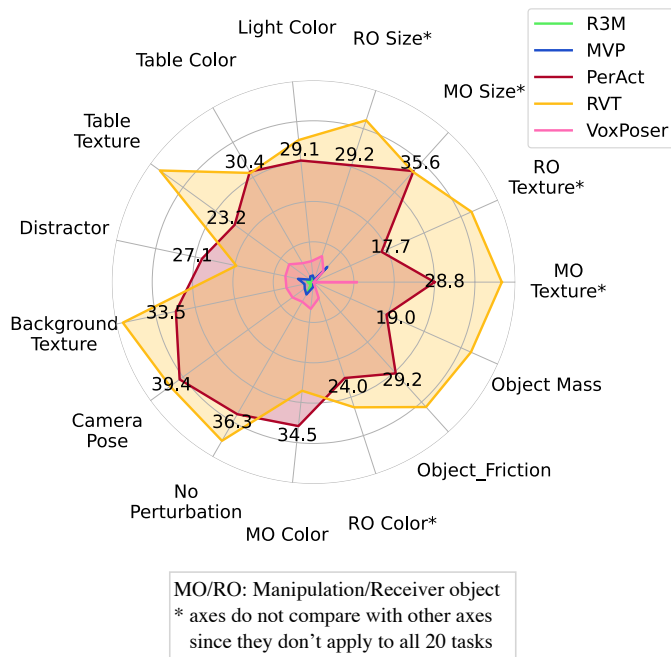 Light Color
RO Size*
R3M
MVP
PerAct
RVT
VoxPoser
Table Color
MO Size*
Table
Texture
RO
Texture*
Distractor
MO
Texture*
Background
Texture
Object Mass
Camera
Pose
Object_Friction
No
Perturbation
MO Color
RO Color*
29.1
29.2
35.6
30.4
23.2
17.7
27.1
28.8
33.5
19.0
39.4
29.2
24.0
36.3
34.5
MO/RO: Manipulation/Receiver object
* axes do not compare with other axes
since they don’t apply to all 20 tasks